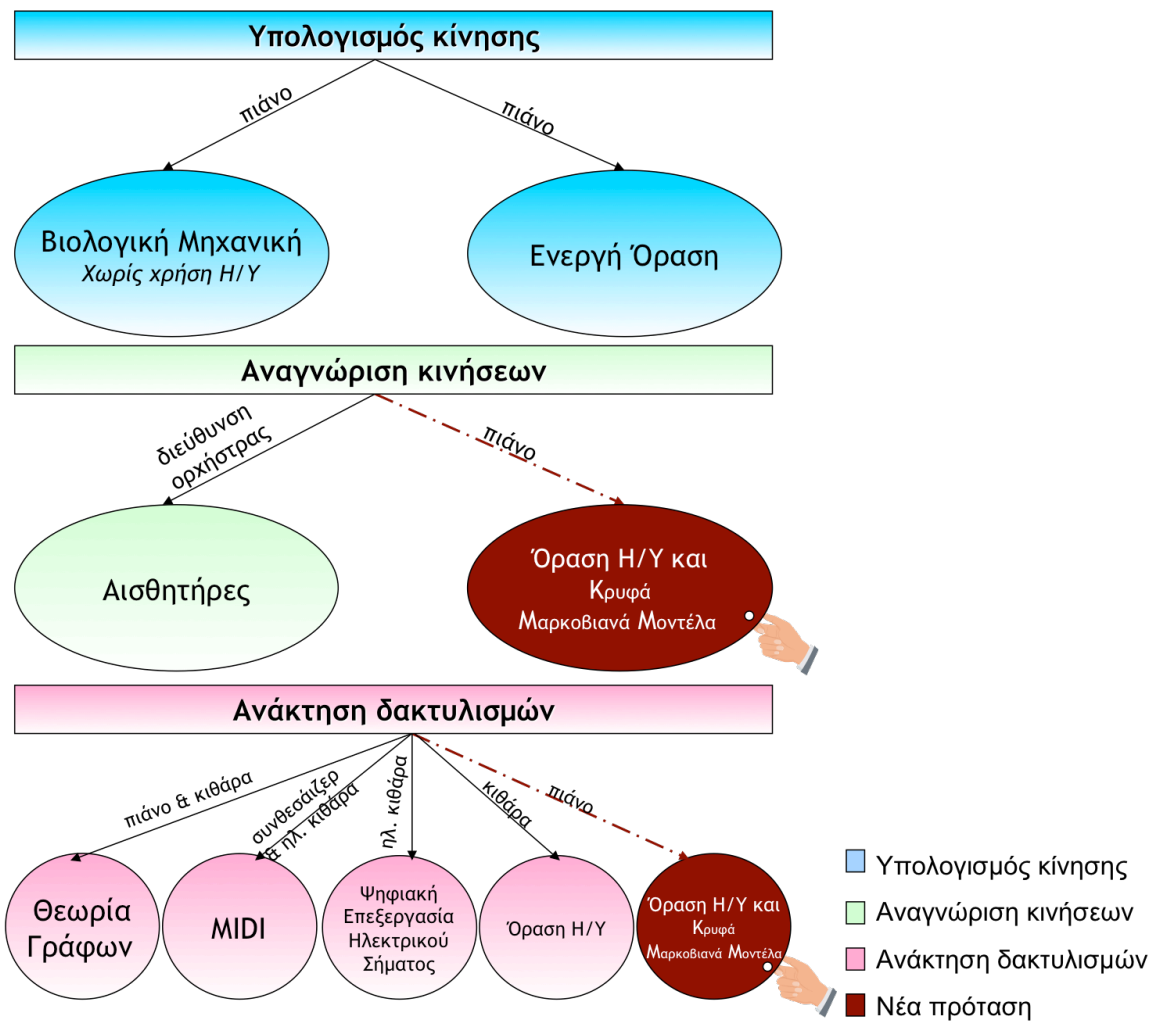 Υπολογισμός κίνησης
πιάνο
πιάνο
Βιολογική Μηχανική
Χωρίς χρήση Η/Υ
Ενεργή Όραση
Αναγνώριση κινήσεων
διεύθυνση
ορχήστρας
πιάνο
Αισθητήρες
Όραση Η/Υ και
Κρυφά
Μαρκοβιανά Μοντέλα
Ανάκτηση δακτυλισμών
πιάνο & κιθάρα
συνθεσάιζερ
& ηλ. κιθάρα
ηλ. κιθάρα
κιθάρα
πιάνο
Θεωρία
Γράφων
MIDI
Ψηφιακή
Επεξεργασία
Ηλεκτρικού
Σήματος
Όραση Η/Υ
Όραση Η/Υ και
Κρυφά
Μαρκοβιανά Μοντέλα
Υπολογισμός κίνησης
Αναγνώριση κινήσεων
Ανάκτηση δακτυλισμών
Νέα πρόταση